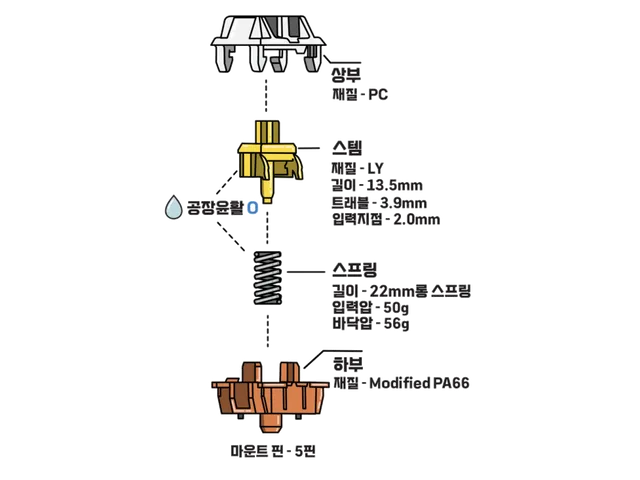 상부
재질 - PC
스템
재질 - LY
길이 - 13.5mm
트래블 - 3.9mm
입력지점 - 2.0mm
공장윤활 O
스프링
길이 - 22mm롱 스프링
입력압 - 50g
바닥압 - 56g
하부
재질 - Modified PA66
마운트 핀 - 5핀